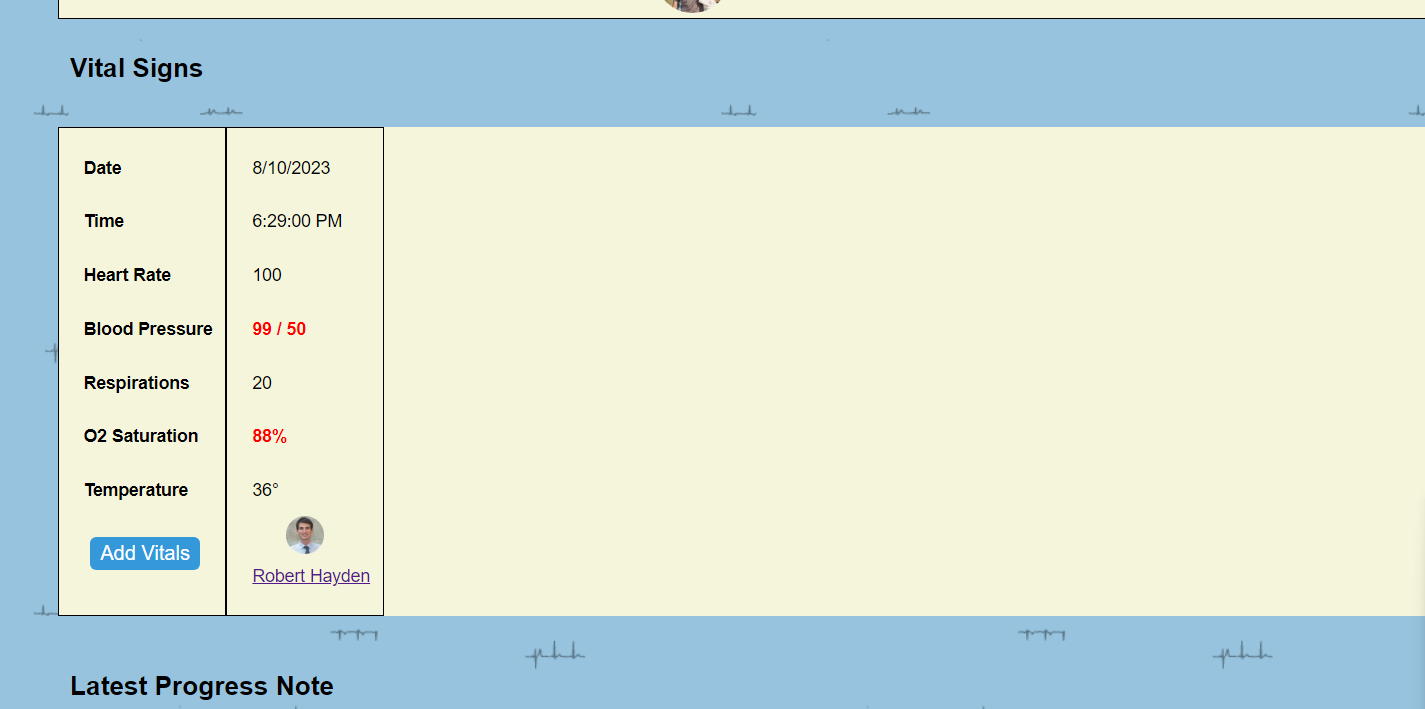 Vital Signs
Date 8/10/2023
Time 6:29:00 PM
Heart Rate 100
Blood Pressure 99 / 50
Respirations 20
O2 Saturation 88%
Temperature 36°
Add Vitals
Robert Hayden
Latest Progress Note